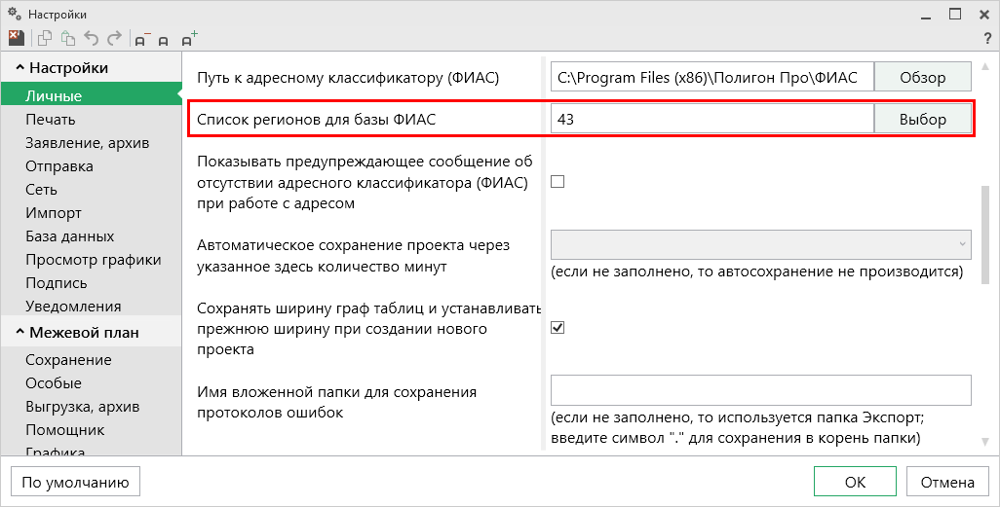 Настройки
?
Настройки
Личные
Печать
Заявление, архив
Отправка
Сеть
Импорт
База данных
Просмотр графики
Подпись
Уведомления
Межевой план
Сохранение
Особые
Выгрузка, архив
Помощник
Графика
Путь к адресному классификатору (ФИАС)
C:\Program Files (x86)\Полигон Про\ФИАС
Обзор
Список регионов для базы ФИАС
43
Выбор
Показывать предупреждающее сообщение об
отсутствии адресного классификатора (ФИАС)
при работе с адресом
Автоматическое сохранение проекта через
указанное здесь количество минут
(если не заполнено, то автосохранение не производится)
Сохранять ширину граф таблиц и устанавливать
прежнюю ширину при создании нового
проекта
Имя вложенной папки для сохранения
протоколов ошибок
(если не заполнено, то используется папка Экспорт;
введите символ "." для сохранения в корень папки)
По умолчанию
ОК
Отмена